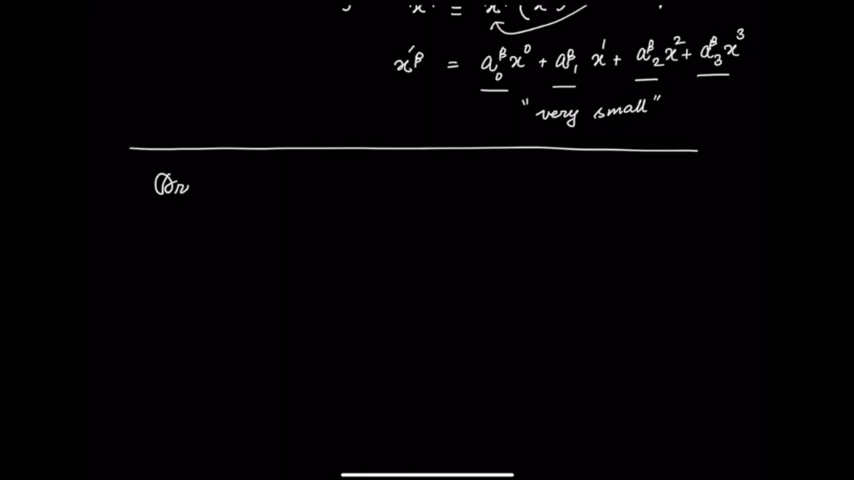 x'^β = a^β_0 x^0 + a^β_1 x^1 + a^β_2 x^2 + a^β_3 x^3
"very small"